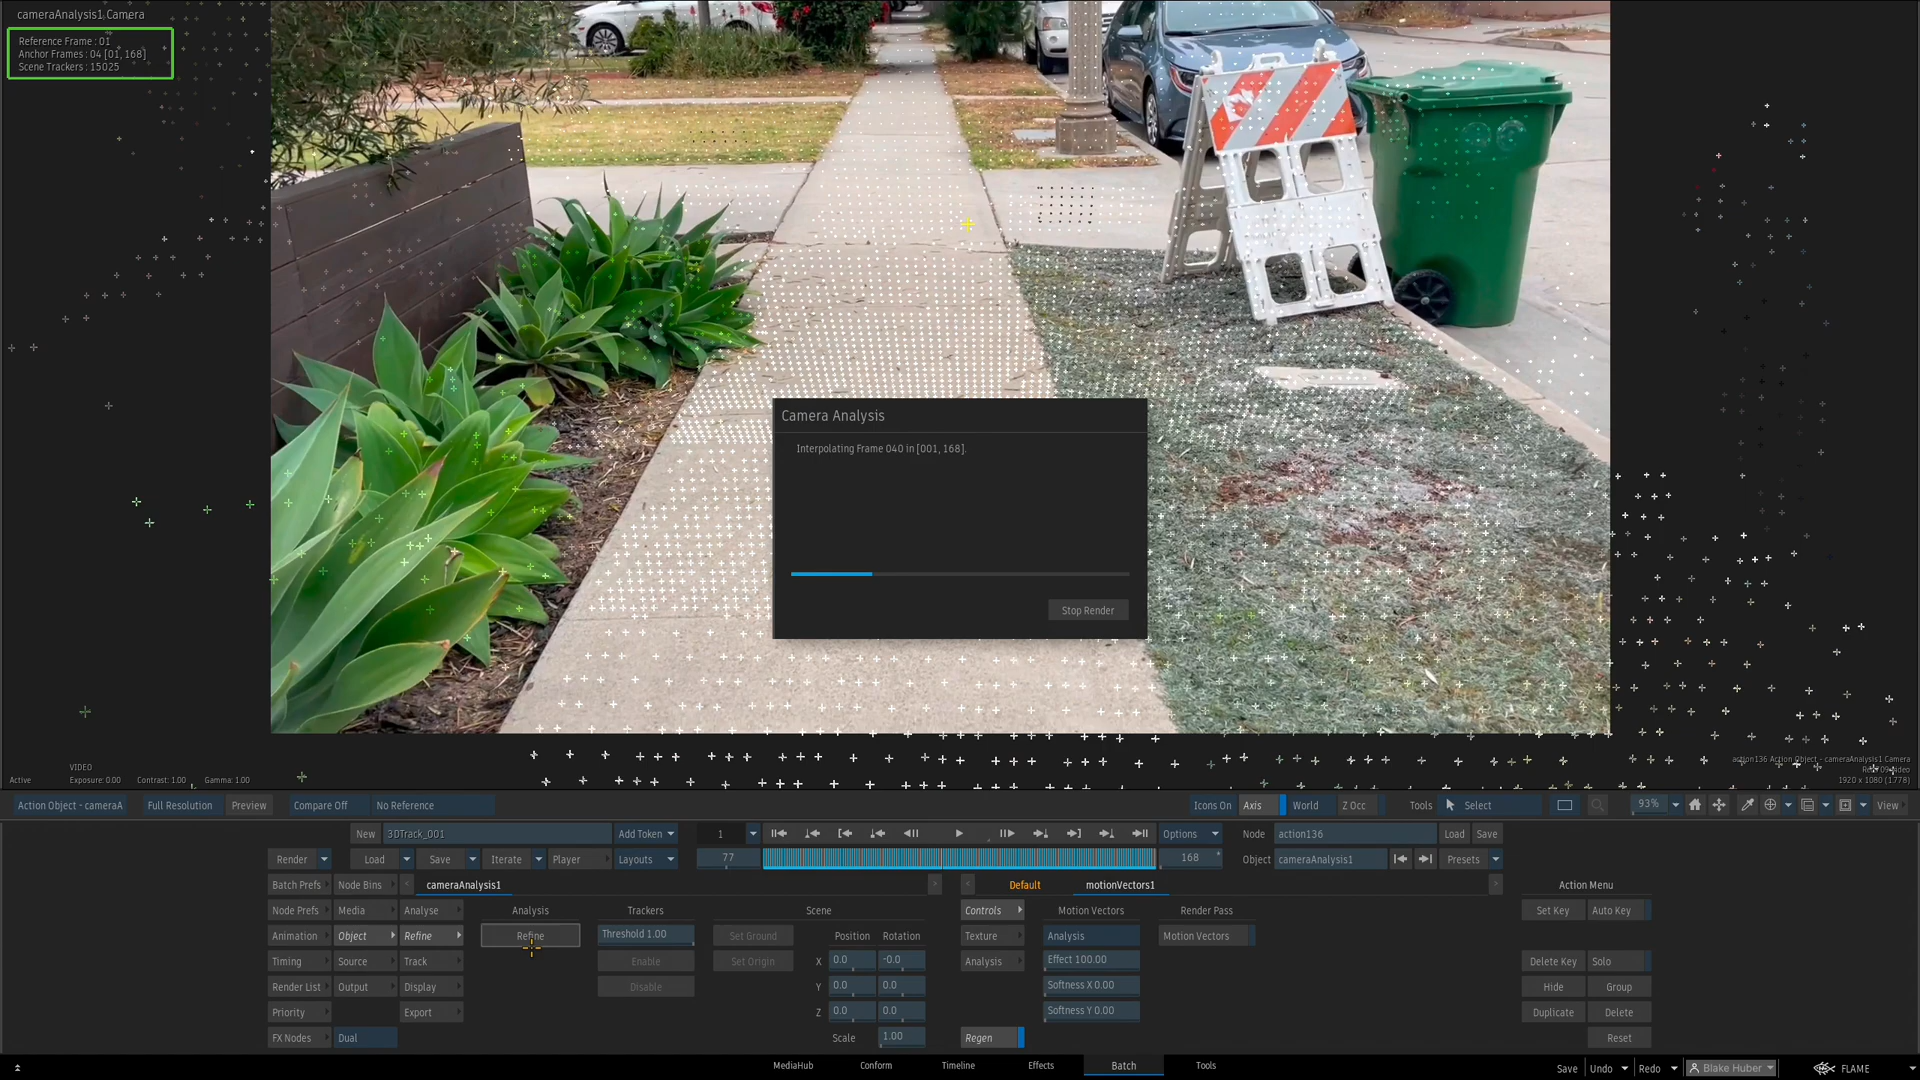 cameraAnalysis1 Camera
Reference Frame : 01
Anchor Frames : 04 [01, 168]
Scene Trackers : 15025
Camera Analysis
Interpolating Frame 040 in [001, 168].
Stop Render
VIDEO
Active Exposure: 0.00 Contrast: 1.00 Gamma: 1.00
action136 Action Object - cameraAnalysis1 Camera
1920 x 1080 (1.778)
Action Object - cameraA Full Resolution Preview Compare Off No Reference Icons On Axis World Z Occ Tools Select 93% View
New 3DTrack_001 Add Token 1 Options Node action136 Load Save
Render Load Save Iterate Player Layouts 77 168 Object cameraAnalysis1 Presets
Batch Prefs Node Bins cameraAnalysis1 Default motionVectors1 Action Menu
Node Prefs Media Analyse Analysis Trackers Scene Controls Motion Vectors Render Pass Set Key Auto Key
Animation Object Refine Refine Threshold 1.00 Set Ground Position Rotation Texture Analysis Motion Vectors
Timing Source Track Enable Set Origin X 0.0 -0.0 Analysis Effect 100.00 Delete Key Solo
Render List Output Display Disable Y 0.0 0.0 Softness X 0.00 Hide Group
Priority Export Z 0.0 0.0 Softness Y 0.00 Duplicate Delete
FX Nodes Dual Scale 1.00 Regen Reset
MediaHub Conform Timeline Effects Batch Tools Save Undo Redo Blake Huber FLAME